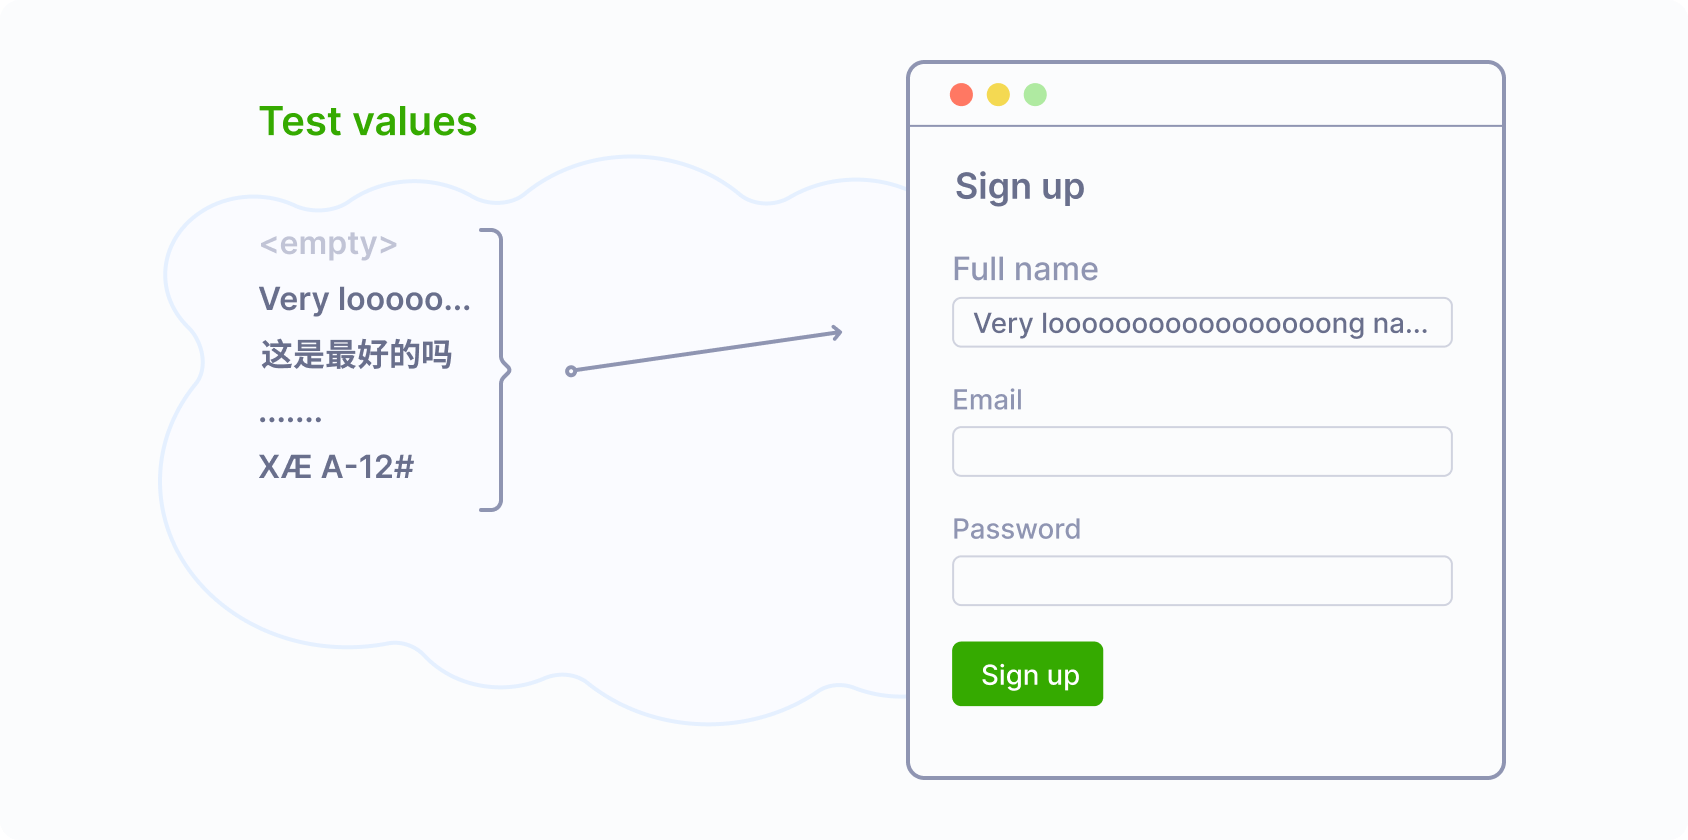 Test values
<empty>
Very looooo...
这是最好的吗
.......
XÆ A-12#
Sign up
Full name
Very looooooooooooooooong na...
Email
Password
Sign up